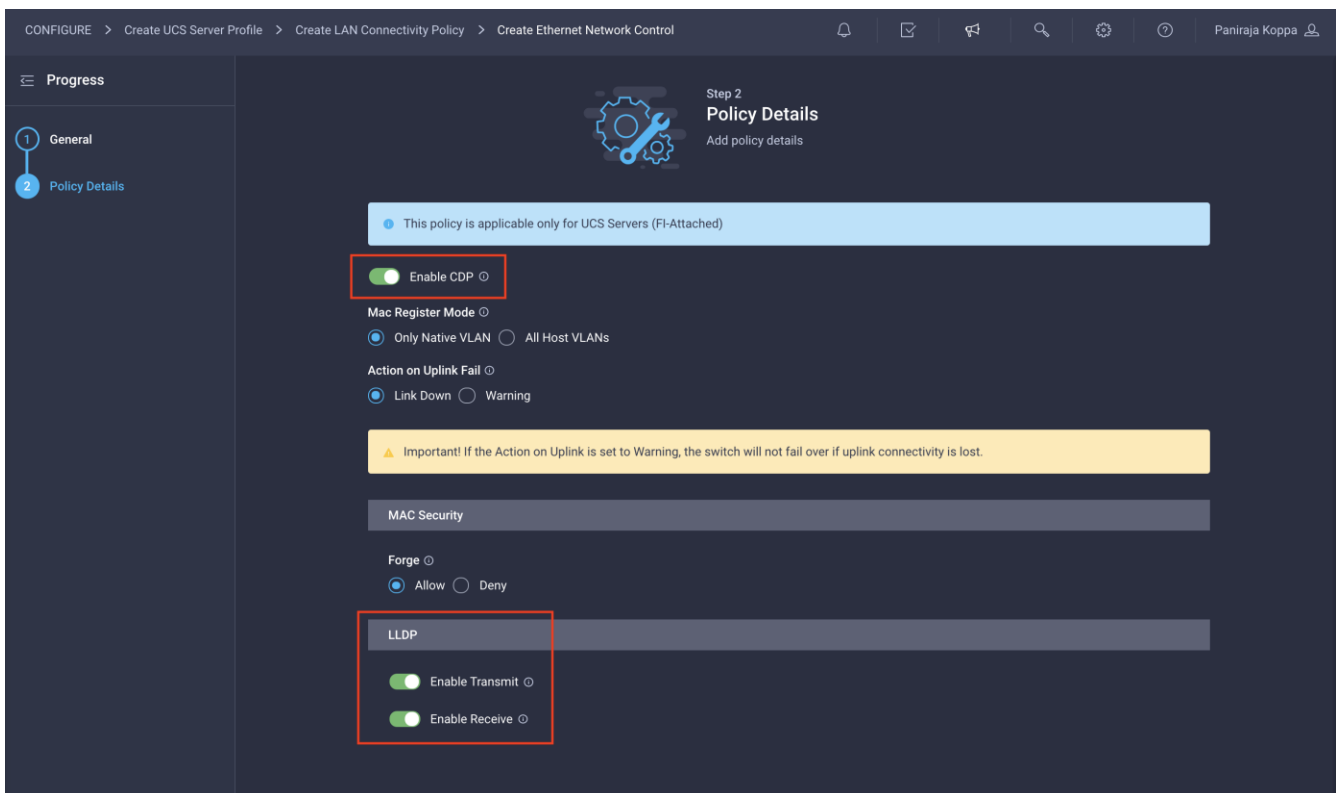 CONFIGURE > Create UCS Server Profile > Create LAN Connectivity Policy > Create Ethernet Network Control
Paniraja Koppa
Progress
1 General
2 Policy Details
Step 2
Policy Details
Add policy details
This policy is applicable only for UCS Servers (FI-Attached)
Enable CDP
Mac Register Mode
Only Native VLAN All Host VLANs
Action on Uplink Fail
Link Down Warning
Important! If the Action on Uplink is set to Warning, the switch will not fail over if uplink connectivity is lost.
MAC Security
Forge
Allow Deny
LLDP
Enable Transmit
Enable Receive